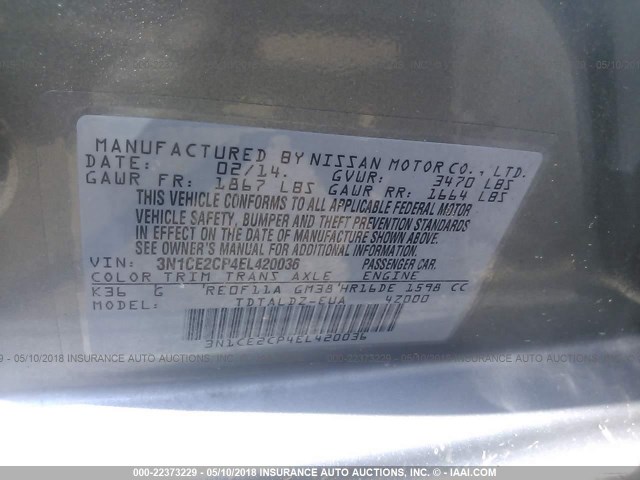 MANUFACTURED BY NISSAN MOTOR CO., LTD.
DATE: 02/14. GVWR: 3470 LBS
GAWR FR: 1867 LBS GAWR RR: 1664 LBS
THIS VEHICLE CONFORMS TO ALL APPLICABLE FEDERAL MOTOR
VEHICLE SAFETY, BUMPER AND THEFT PREVENTION STANDARDS
IN EFFECT ON THE DATE OF MANUFACTURE SHOWN ABOVE.
SEE OWNER'S MANUAL FOR ADDITIONAL INFORMATION.
VIN: 3N1CE2CP4EL420036 PASSENGER CAR.
COLOR TRIM TRANS AXLE ENGINE
K36 G RE0F11A GM38 HR16DE 1598 CC
MODEL: TDTALDZ-EUA 42000
3N1CE2CP4EL420036
000-22373229 - 05/10/2018 - © INSURANCE AUTO AUCTIONS - IAAI.COM